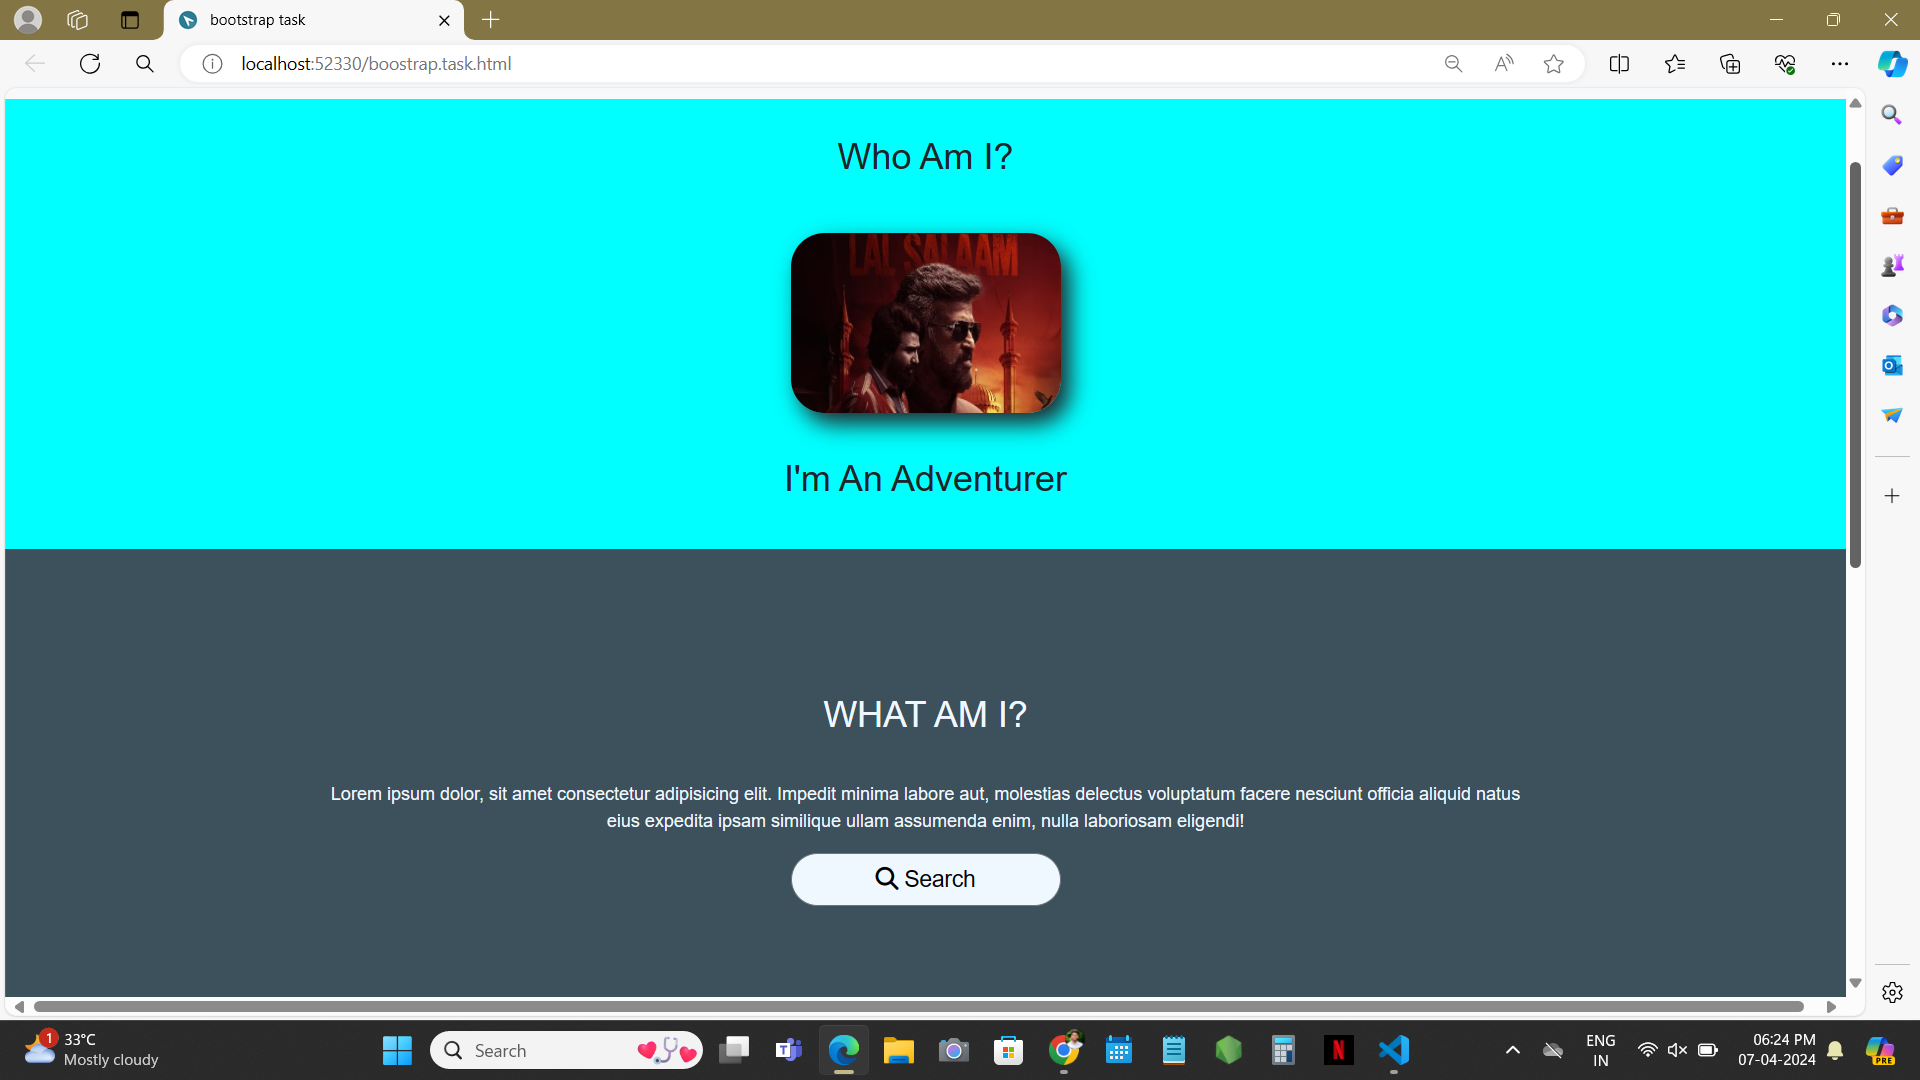 bootstrap task
localhost:52330/boostrap.task.html
Who Am I?
LAL SALAAM
I'm An Adventurer
WHAT AM I?
Lorem ipsum dolor, sit amet consectetur adipisicing elit. Impedit minima labore aut, molestias delectus voluptatum facere nesciunt officia aliquid natus
eius expedita ipsam similique ullam assumenda enim, nulla laboriosam eligendi!
Search
1
33°C
Mostly cloudy
Search
ENG
IN
06:24 PM
07-04-2024
PRE